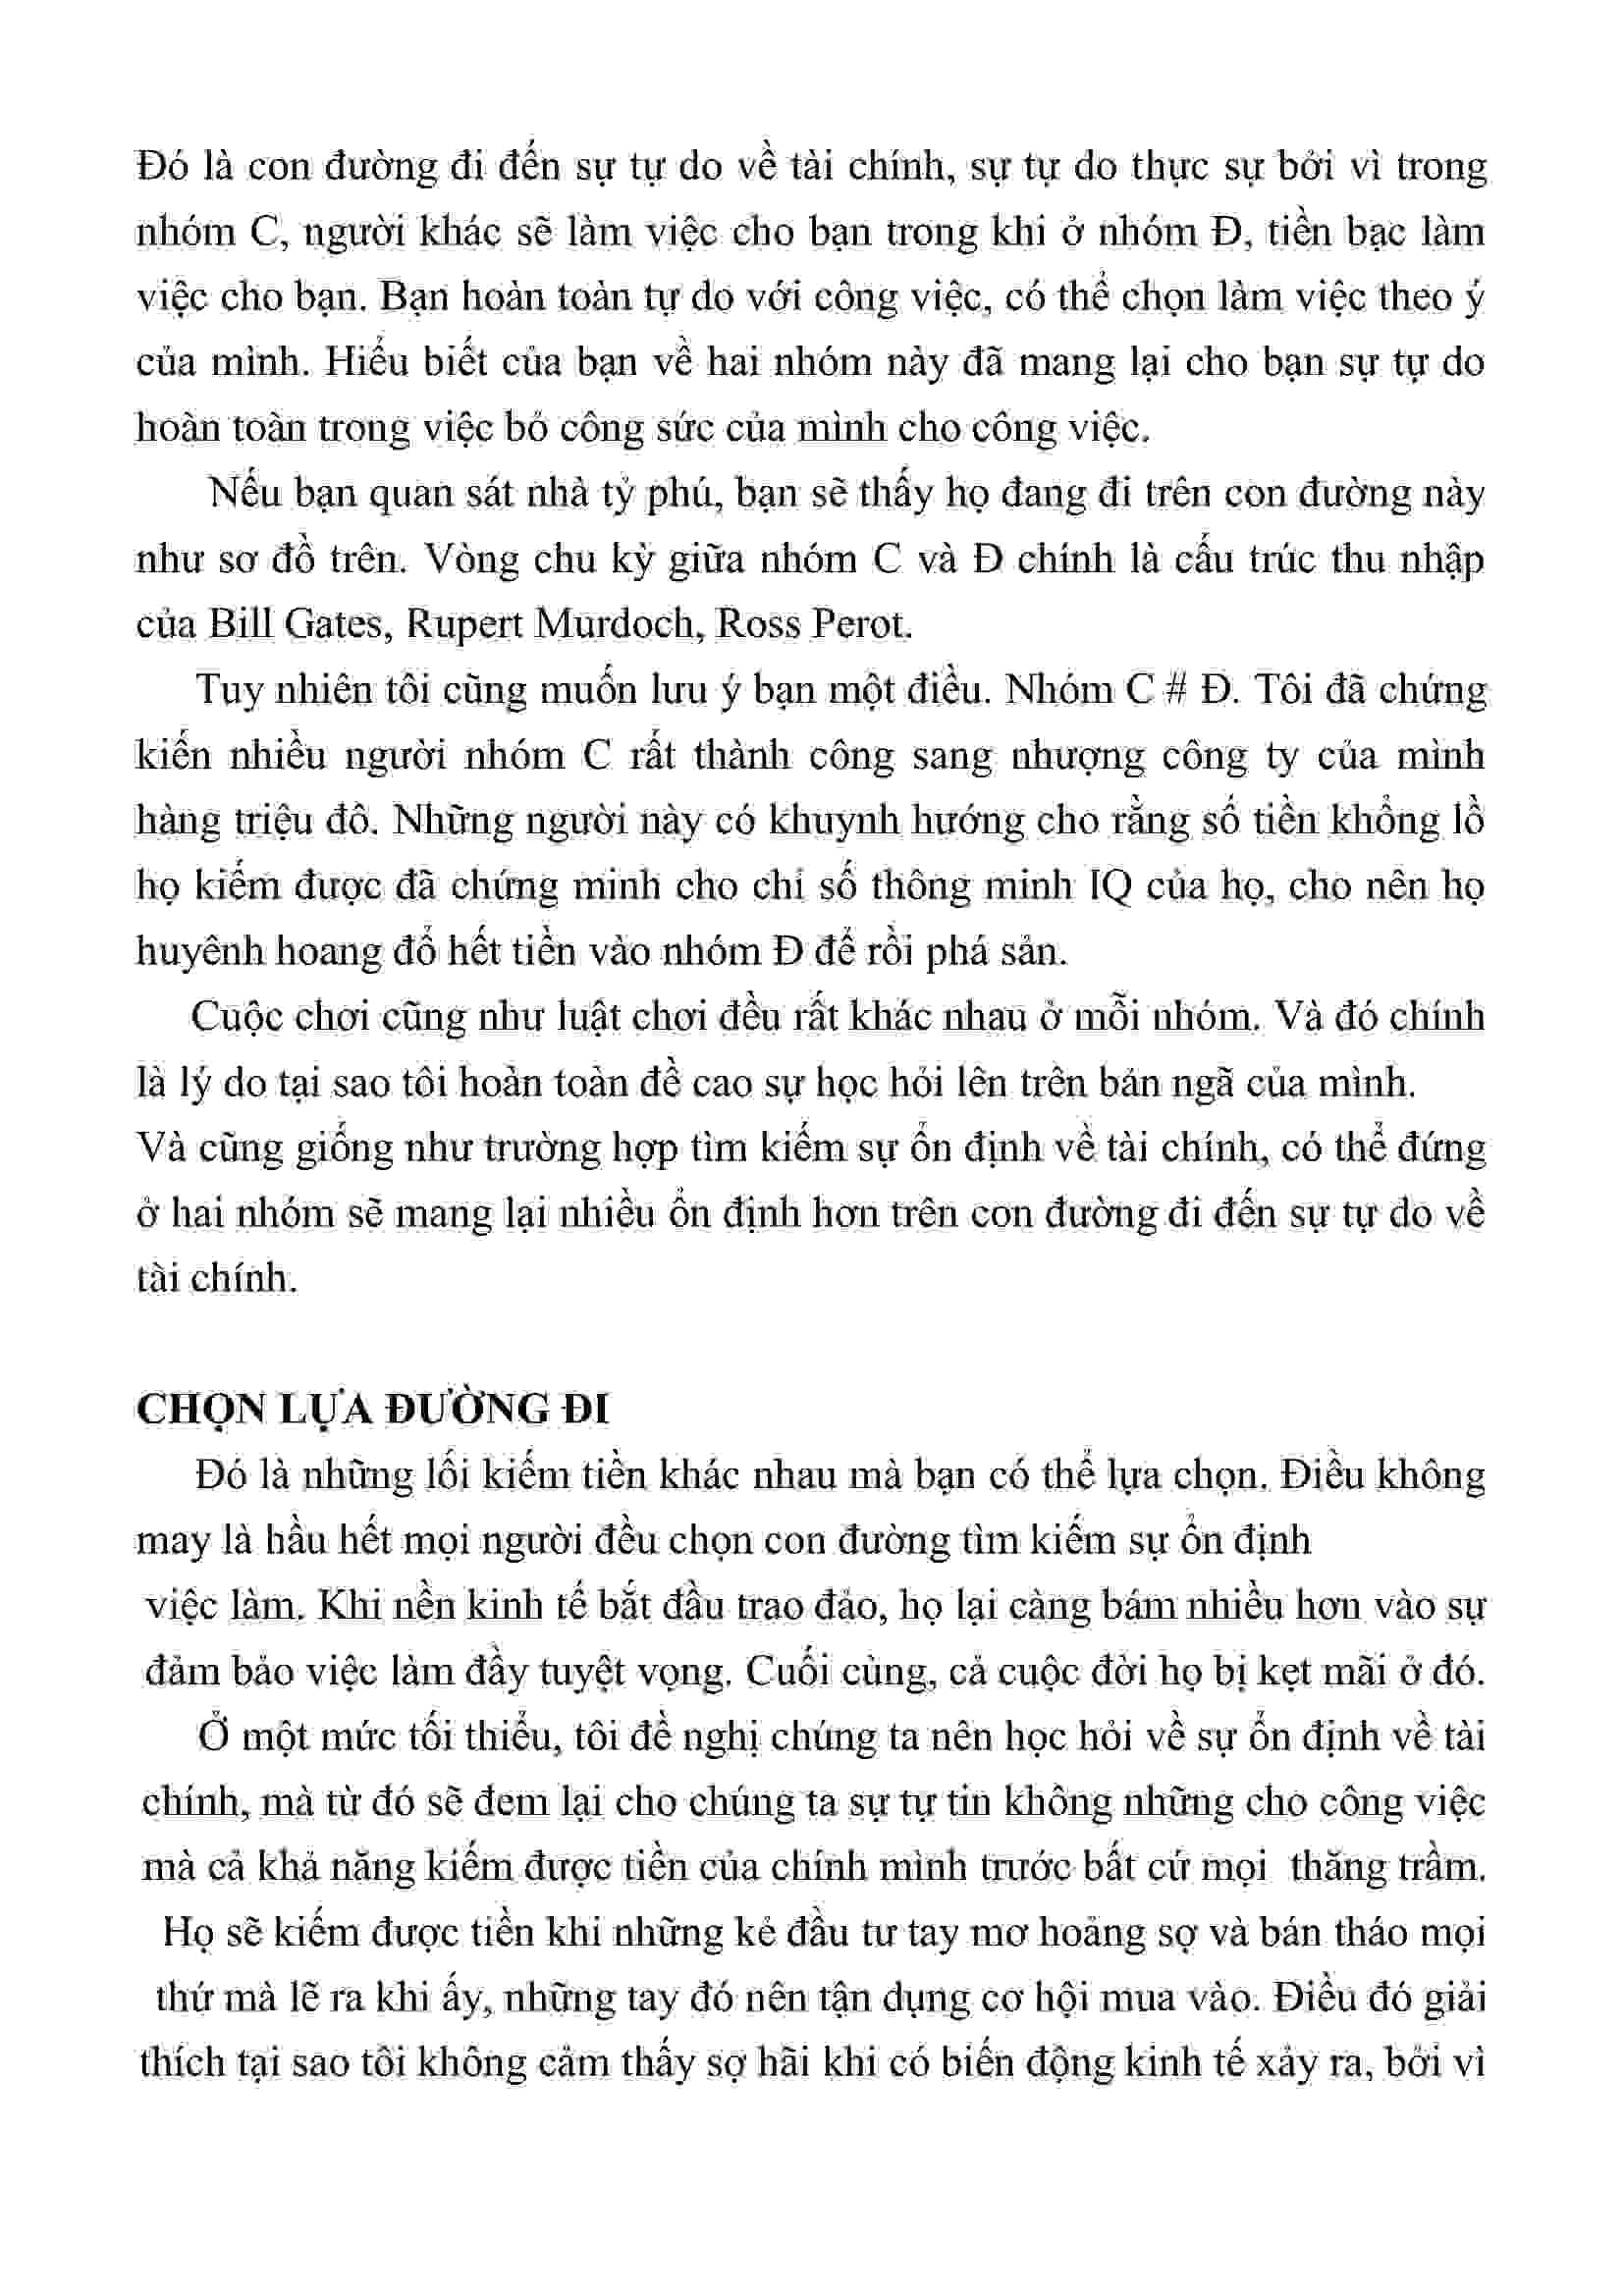 Đó là con đường đi đến sự tự do về tài chính, sự tự do thực sự bởi vì trong
nhóm C, người khác sẽ làm việc cho bạn trong khi ở nhóm Đ, tiền bạc làm
việc cho bạn. Bạn hoàn toàn tự do với công việc, có thể chọn làm việc theo ý
của mình. Hiểu biết của bạn về hai nhóm này đã mang lại cho bạn sự tự do
hoàn toàn trong việc bỏ công sức của mình cho công việc.
Nếu bạn quan sát nhà tỷ phú, bạn sẽ thấy họ đang đi trên con đường này
như sơ đồ trên. Vòng chu kỳ giữa nhóm C và Đ chính là cấu trúc thu nhập
của Bill Gates, Rupert Murdoch, Ross Perot.
Tuy nhiên tôi cũng muốn lưu ý bạn một điều. Nhóm C # Đ. Tôi đã chứng
kiến nhiều người nhóm C rất thành công sang nhượng công ty của mình
hàng triệu đô. Những người này có khuynh hướng cho rằng số tiền khổng lồ
họ kiếm được đã chứng minh cho chỉ số thông minh IQ của họ, cho nên họ
huyênh hoang đổ hết tiền vào nhóm Đ để rồi phá sản.
Cuộc chơi cũng như luật chơi đều rất khác nhau ở mỗi nhóm. Và đó chính
là lý do tại sao tôi hoàn toàn đề cao sự học hỏi lên trên bản ngã của mình.
Và cũng giống như trường hợp tìm kiếm sự ổn định về tài chính, có thể đứng
ở hai nhóm sẽ mang lại nhiều ổn định hơn trên con đường đi đến sự tự do về
tài chính.
CHỌN LỰA ĐƯỜNG ĐI
Đó là những lối kiếm tiền khác nhau mà bạn có thể lựa chọn. Điều không
may là hầu hết mọi người đều chọn con đường tìm kiếm sự ổn định
việc làm. Khi nền kinh tế bắt đầu trao đảo, họ lại càng bám nhiều hơn vào sự
đảm bảo việc làm đầy tuyệt vọng. Cuối cùng, cả cuộc đời họ bị kẹt mãi ở đó.
Ở một mức tối thiểu, tôi đề nghị chúng ta nên học hỏi về sự ổn định về tài
chính, mà từ đó sẽ đem lại cho chúng ta sự tự tin không những cho công việc
mà cả khả năng kiếm được tiền của chính mình trước bất cứ mọi thăng trầm.
Họ sẽ kiếm được tiền khi những kẻ đầu tư tay mơ hoảng sợ và bán tháo mọi
thứ mà lẽ ra khi ấy, những tay đó nên tận dụng cơ hội mua vào. Điều đó giải
thích tại sao tôi không cảm thấy sợ hãi khi có biến động kinh tế xảy ra, bởi vì